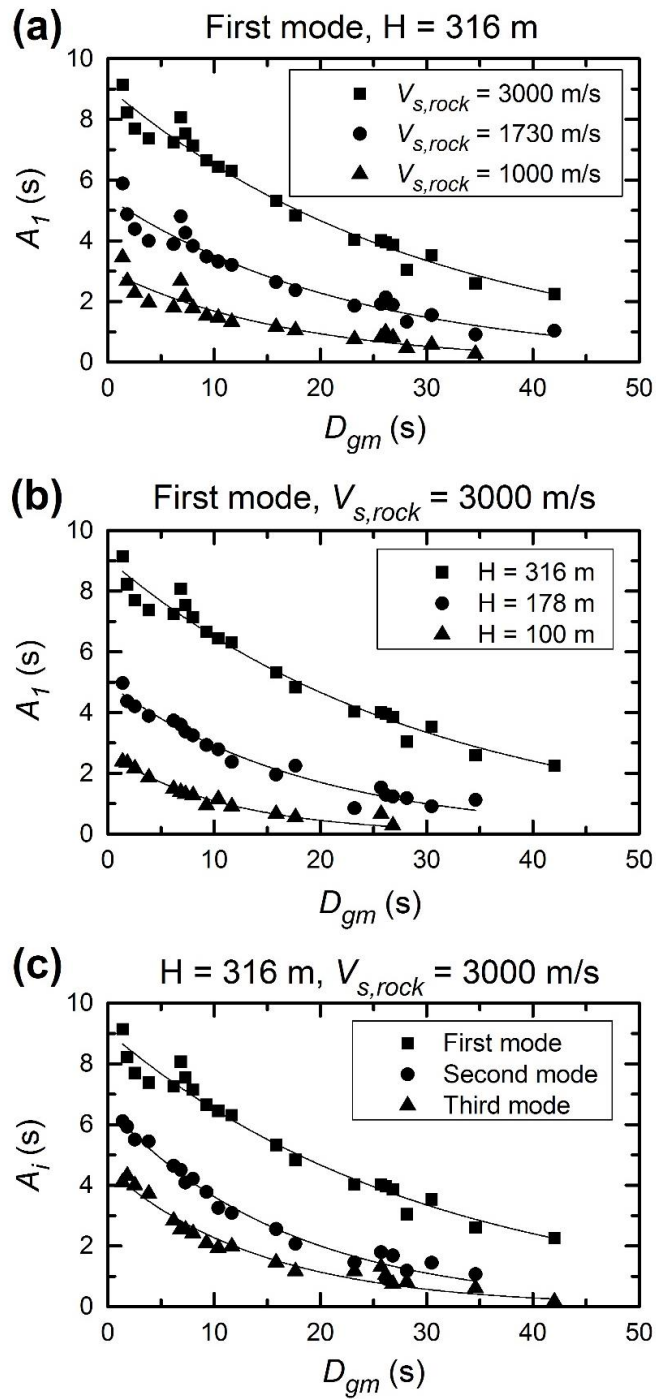 (a) First mode, H = 316 m
10
8
6
4
2
0
A1 (s)
Vs,rock = 3000 m/s
Vs,rock = 1730 m/s
Vs,rock = 1000 m/s
0 10 20 30 40 50
Dgm (s)
(b) First mode, Vs,rock = 3000 m/s
10
8
6
4
2
0
A1 (s)
H = 316 m
H = 178 m
H = 100 m
0 10 20 30 40 50
Dgm (s)
(c) H = 316 m, Vs,rock = 3000 m/s
10
8
6
4
2
0
Ai (s)
First mode
Second mode
Third mode
0 10 20 30 40 50
Dgm (s)